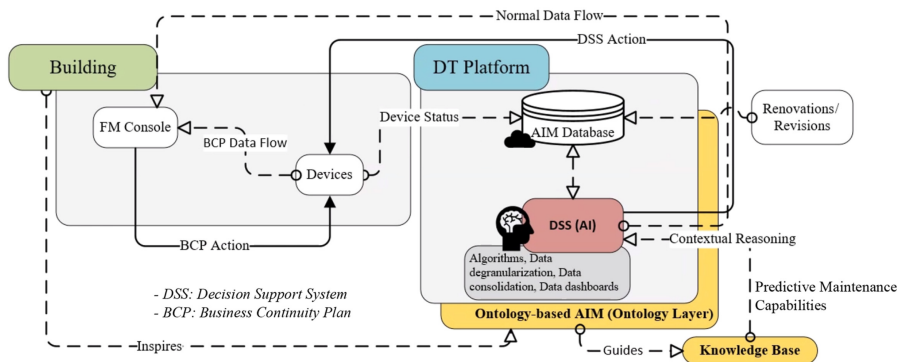 Normal Data Flow
DSS Action
Building
DT Platform
FM Console
Device Status
AIM Database
Renovations/
Revisions
BCP Data Flow
Devices
DSS (AI)
BCP Action
Contextual Reasoning
Algorithms, Data
degranularization, Data
consolidation, Data dashboards
- DSS: Decision Support System
- BCP: Business Continuity Plan
Predictive Maintenance
Capabilities
Ontology-based AIM (Ontology Layer)
Inspires
Guides
Knowledge Base